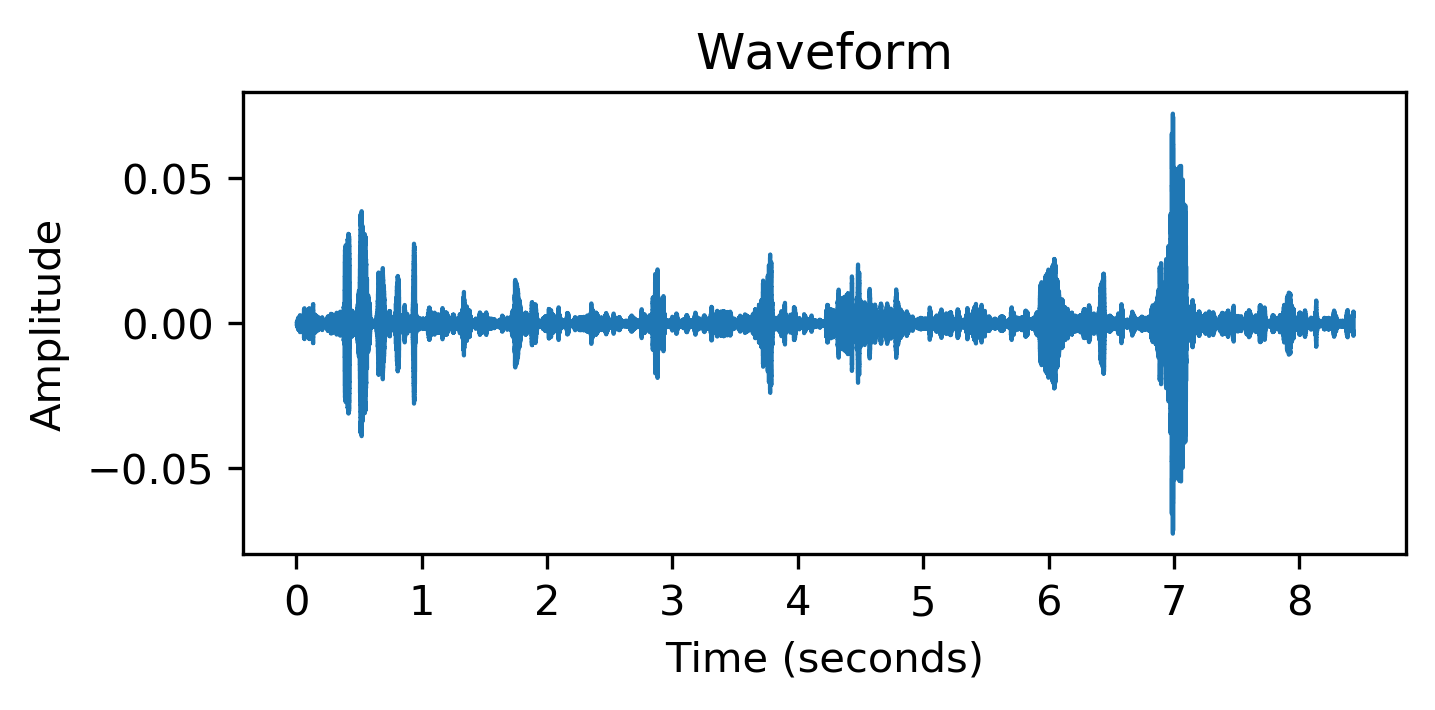 Waveform
0.05
0.00
−0.05
Amplitude
0 1 2 3 4 5 6 7 8
Time (seconds)